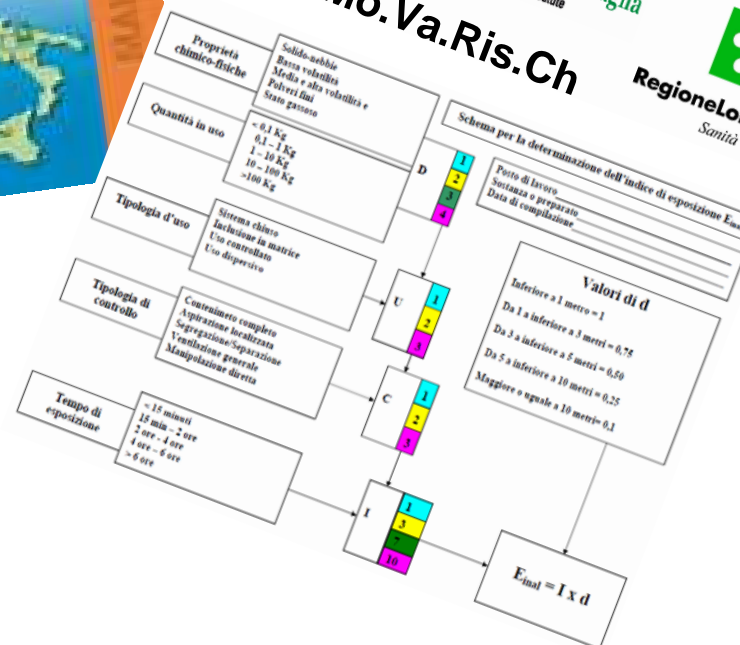 Mo.Va.Ris.Ch
Sanità
Proprietà
chimico-fisiche
Solido-nebbie
Bassa volatilità
Media e alta volatilità e
Polveri fini
Stato gassoso
Quantità in uso
< 0,1 Kg
0,1 – 1 Kg
1 – 10 Kg
10 – 100 Kg
>100 Kg
D
1
2
3
4
Schema per la determinazione dell'indice di esposizione
Posto di lavoro
Sostanza o preparato
Data di compilazione
Tipologia d'uso
Sistema chiuso
Inclusione in matrice
Uso controllato
Uso dispersivo
U
1
2
3
Tipologia di
controllo
Contenimeto completo
Aspirazione localizzata
Segregazione/Separazione
Ventilazione generale
Manipolazione diretta
C
1
2
3
Tempo di
esposizione
< 15 minuti
15 min – 2 ore
2 ore - 4 ore
4 ore – 6 ore
> 6 ore
I
1
3
7
10
Valori di d
Inferiore a 1 metro = 1
Da 1 a inferiore a 3 metri = 0,75
Da 3 a inferiore a 5 metri = 0,50
Da 5 a inferiore a 10 metri = 0,25
Maggiore o uguale a 10 metri= 0,1
Einal = I x d